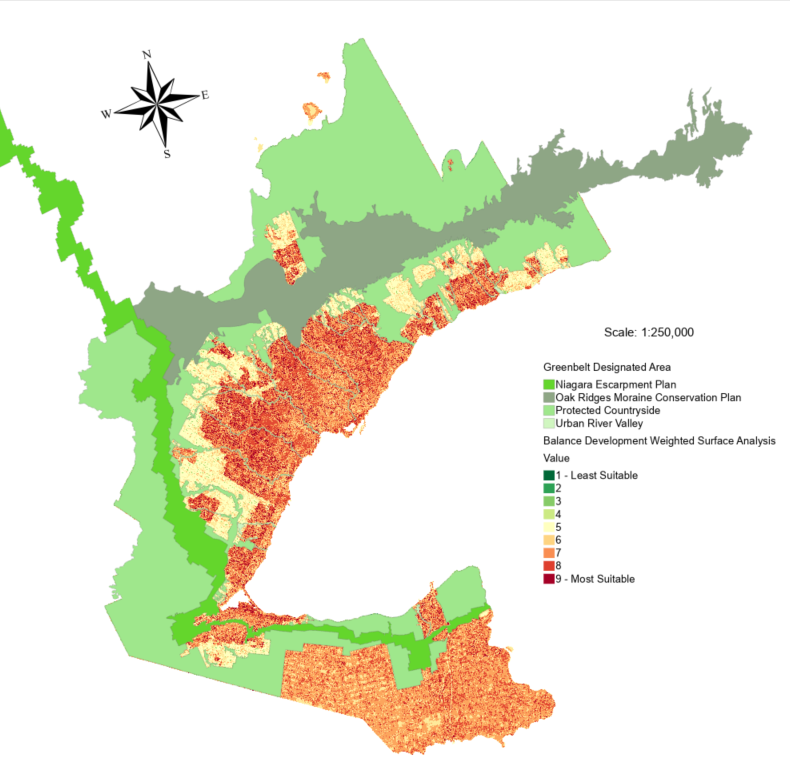 N
W
E
S
Scale: 1:250,000
Greenbelt Designated Area
Niagara Escarpment Plan
Oak Ridges Moraine Conservation Plan
Protected Countryside
Urban River Valley
Balance Development Weighted Surface Analysis
Value
1 - Least Suitable
2
3
4
5
6
7
8
9 - Most Suitable